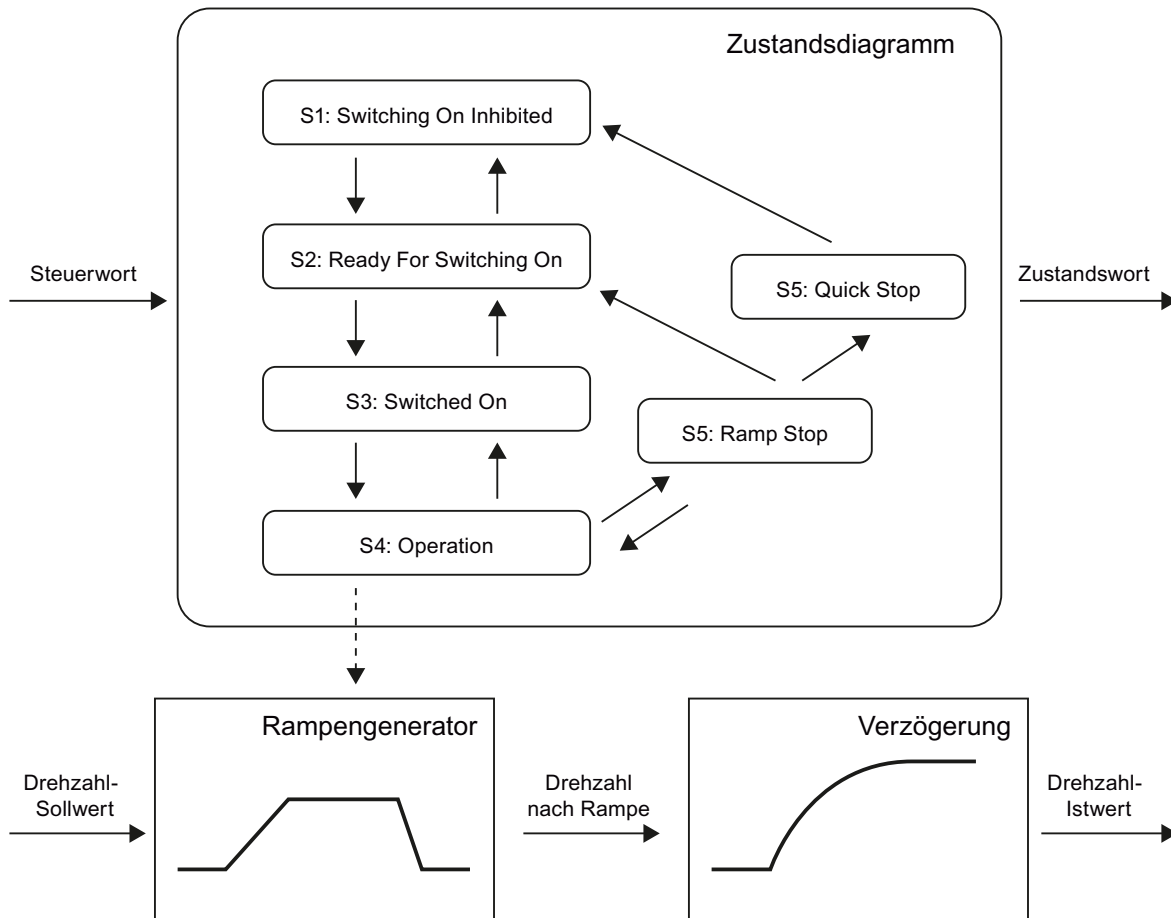 Zustandsdiagramm
S1: Switching On Inhibited
S2: Ready For Switching On
Steuerwort
S5: Quick Stop
Zustandswort
S3: Switched On
S5: Ramp Stop
S4: Operation
Rampengenerator
Verzögerung
Drehzahl-
Sollwert
Drehzahl
nach Rampe
Drehzahl-
Istwert